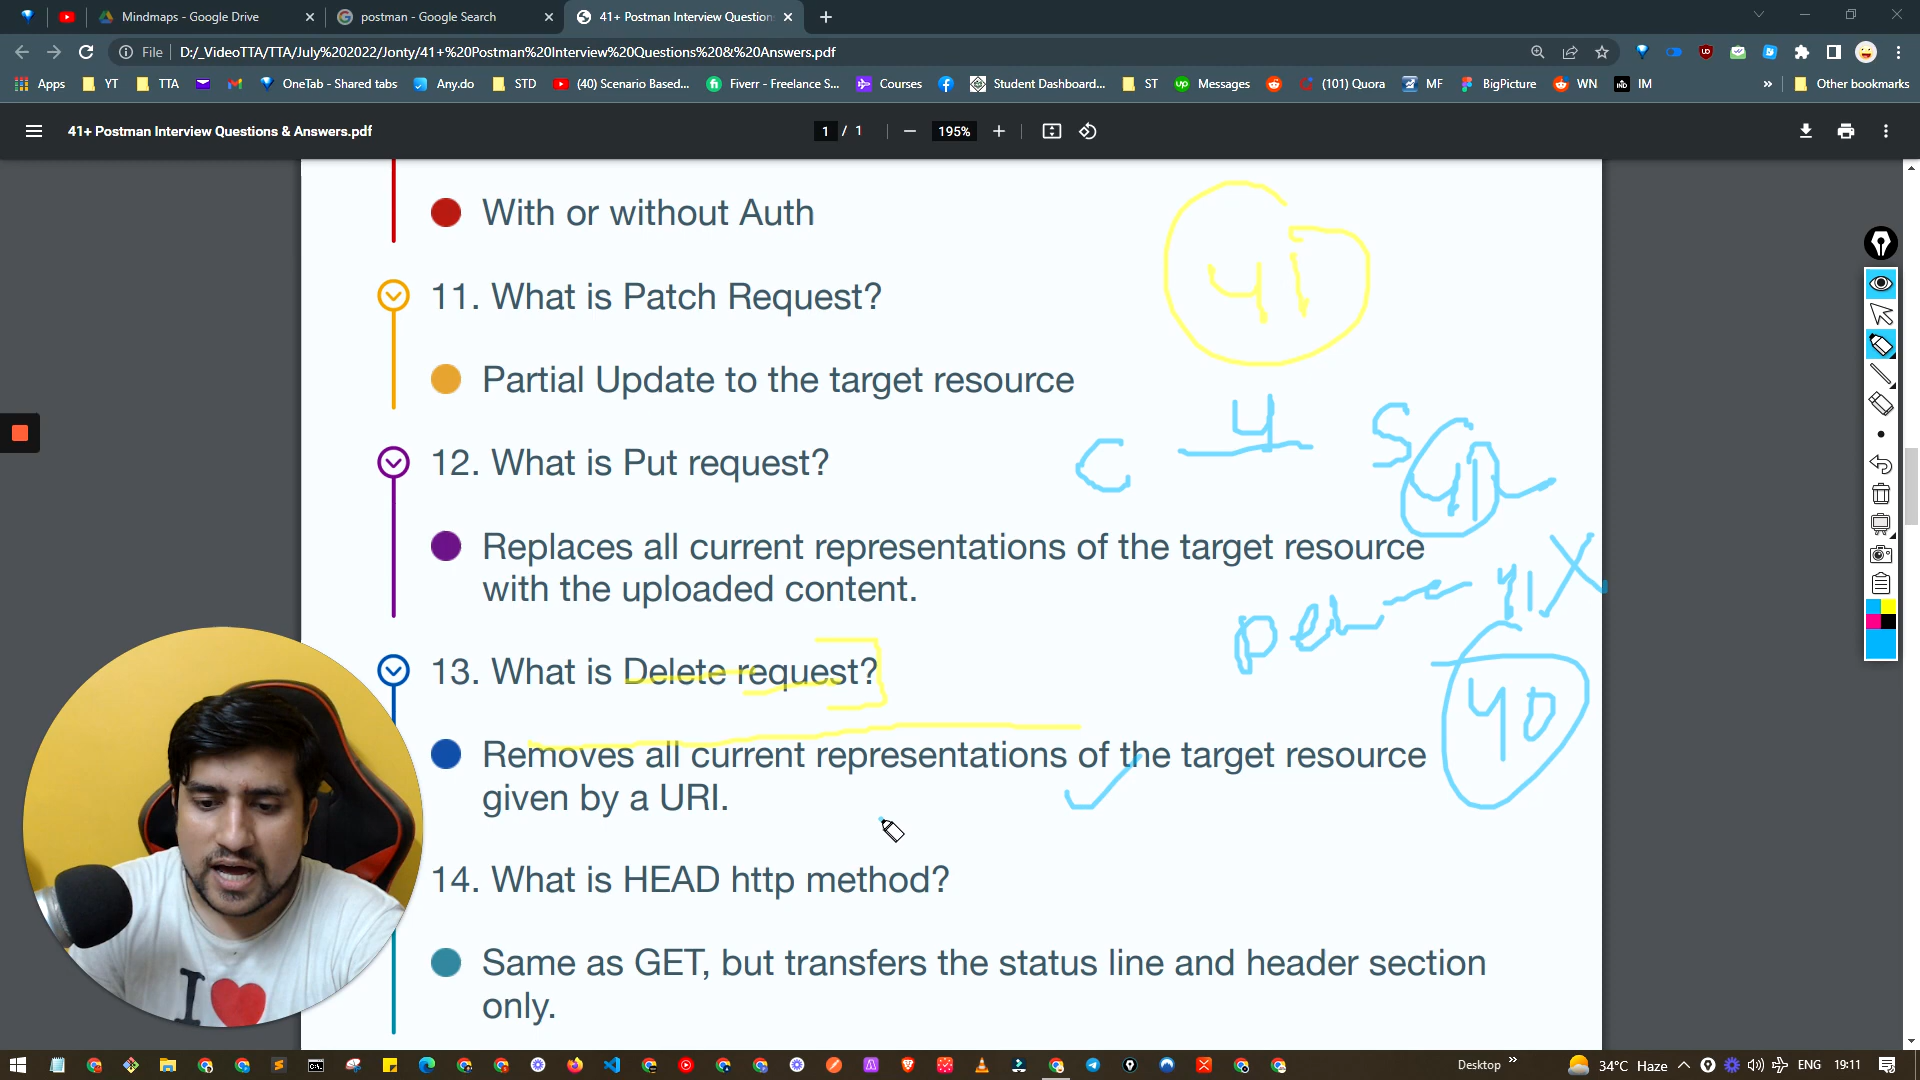 Mindmaps - Google Drive
postman - Google Search
41+ Postman Interview Question
File D:/_VideoTTA/TTA/July%202022/Jonty/41+%20Postman%20Interview%20Questions%20&%20Answers.pdf
Apps YT TTA OneTab - Shared tabs Any.do STD (40) Scenario Based... Fiverr - Freelance S... Courses Student Dashboard... ST Messages (101) Quora MF BigPicture WN IM » Other bookmarks
41+ Postman Interview Questions & Answers.pdf 1 / 1 195%
With or without Auth
11. What is Patch Request?
Partial Update to the target resource
12. What is Put request?
Replaces all current representations of the target resource
with the uploaded content.
13. What is Delete request?
Removes all current representations of the target resource
given by a URI.
14. What is HEAD http method?
Same as GET, but transfers the status line and header section
only.
41
C 4 S
41
41 X
40
I
Desktop » 34°C Haze ENG 19:11